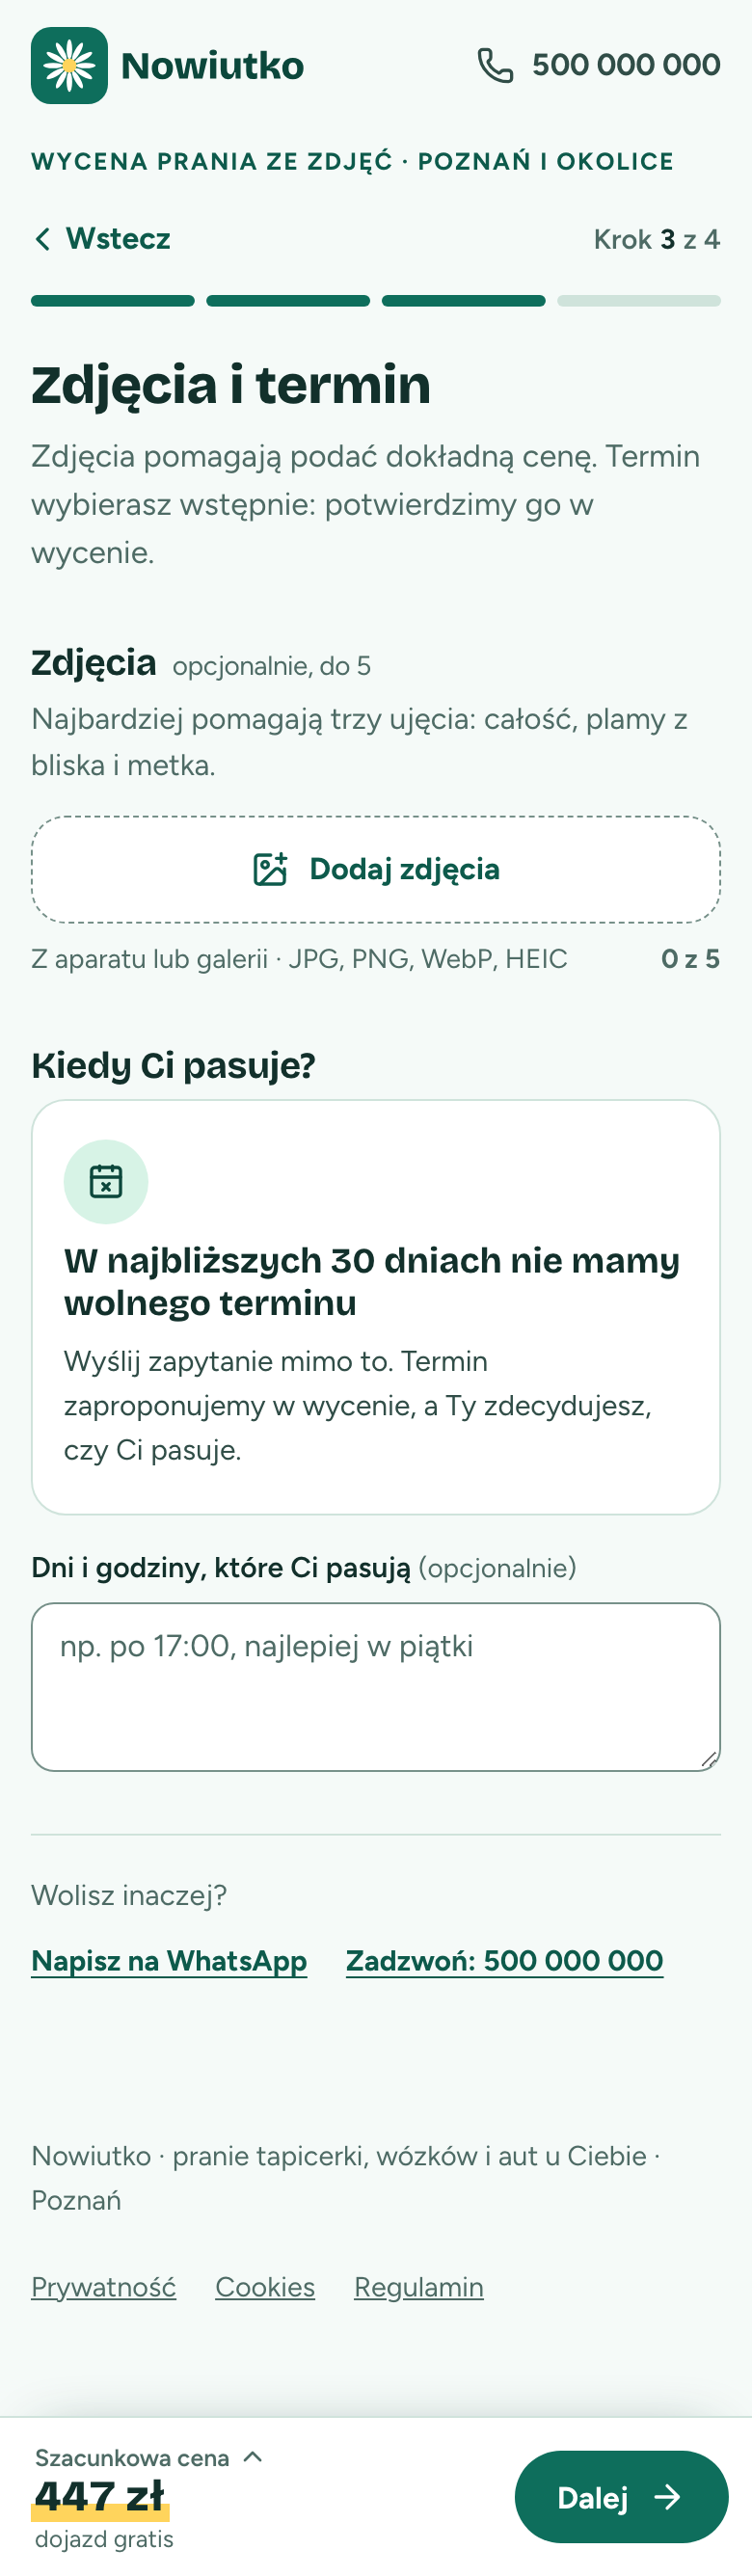 Nowiutko
500 000 000
WYCENA PRANIA ZE ZDJĘĆ · POZNAŃ I OKOLICE
Wstecz
Krok 3 z 4
Zdjęcia i termin
Zdjęcia pomagają podać dokładną cenę. Termin
wybierasz wstępnie: potwierdzimy go w
wycenie.
Zdjęcia opcjonalnie, do 5
Najbardziej pomagają trzy ujęcia: całość, plamy z
bliska i metka.
Dodaj zdjęcia
Z aparatu lub galerii · JPG, PNG, WebP, HEIC
0 z 5
Kiedy Ci pasuje?
W najbliższych 30 dniach nie mamy
wolnego terminu
Wyślij zapytanie mimo to. Termin
zaproponujemy w wycenie, a Ty zdecydujesz,
czy Ci pasuje.
Dni i godziny, które Ci pasują (opcjonalnie)
np. po 17:00, najlepiej w piątki
Wolisz inaczej?
Napisz na WhatsApp
Zadzwoń: 500 000 000
Nowiutko · pranie tapicerki, wózków i aut u Ciebie ·
Poznań
Prywatność
Cookies
Regulamin
Szacunkowa cena
447 zł
dojazd gratis
Dalej